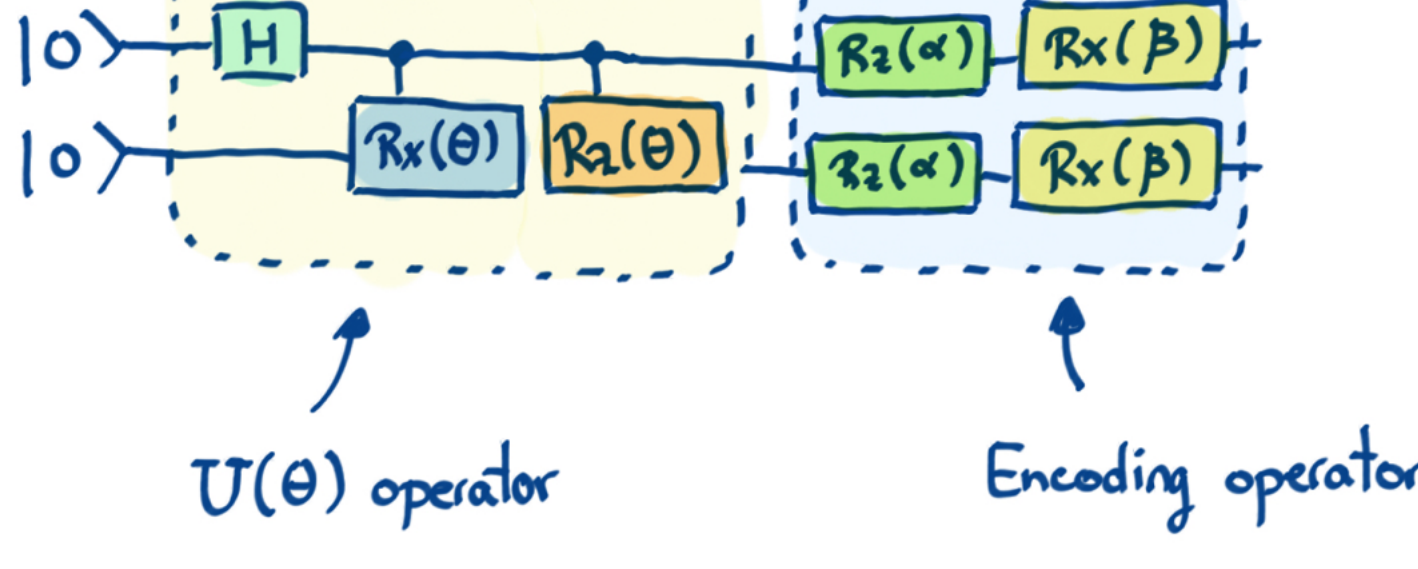 |0⟩ H Rz(α) Rx(β)
|0⟩ Rx(θ) Rz(θ) Rz(α) Rx(β)
U(θ) operator
Encoding operator